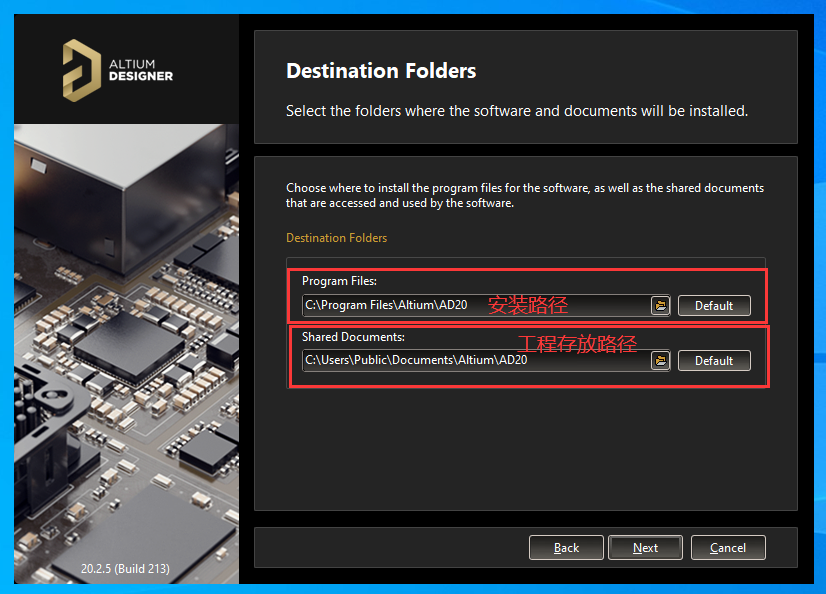 ALTIUM
DESIGNER
Destination Folders
Select the folders where the software and documents will be installed.
Choose where to install the program files for the software, as well as the shared documents
that are accessed and used by the software.
Destination Folders
Program Files:
C:\Program Files\Altium\AD20 安装路径 Default
Shared Documents:
工程存放路径
C:\Users\Public\Documents\Altium\AD20 Default
Back Next Cancel
20.2.5 (Build 213)